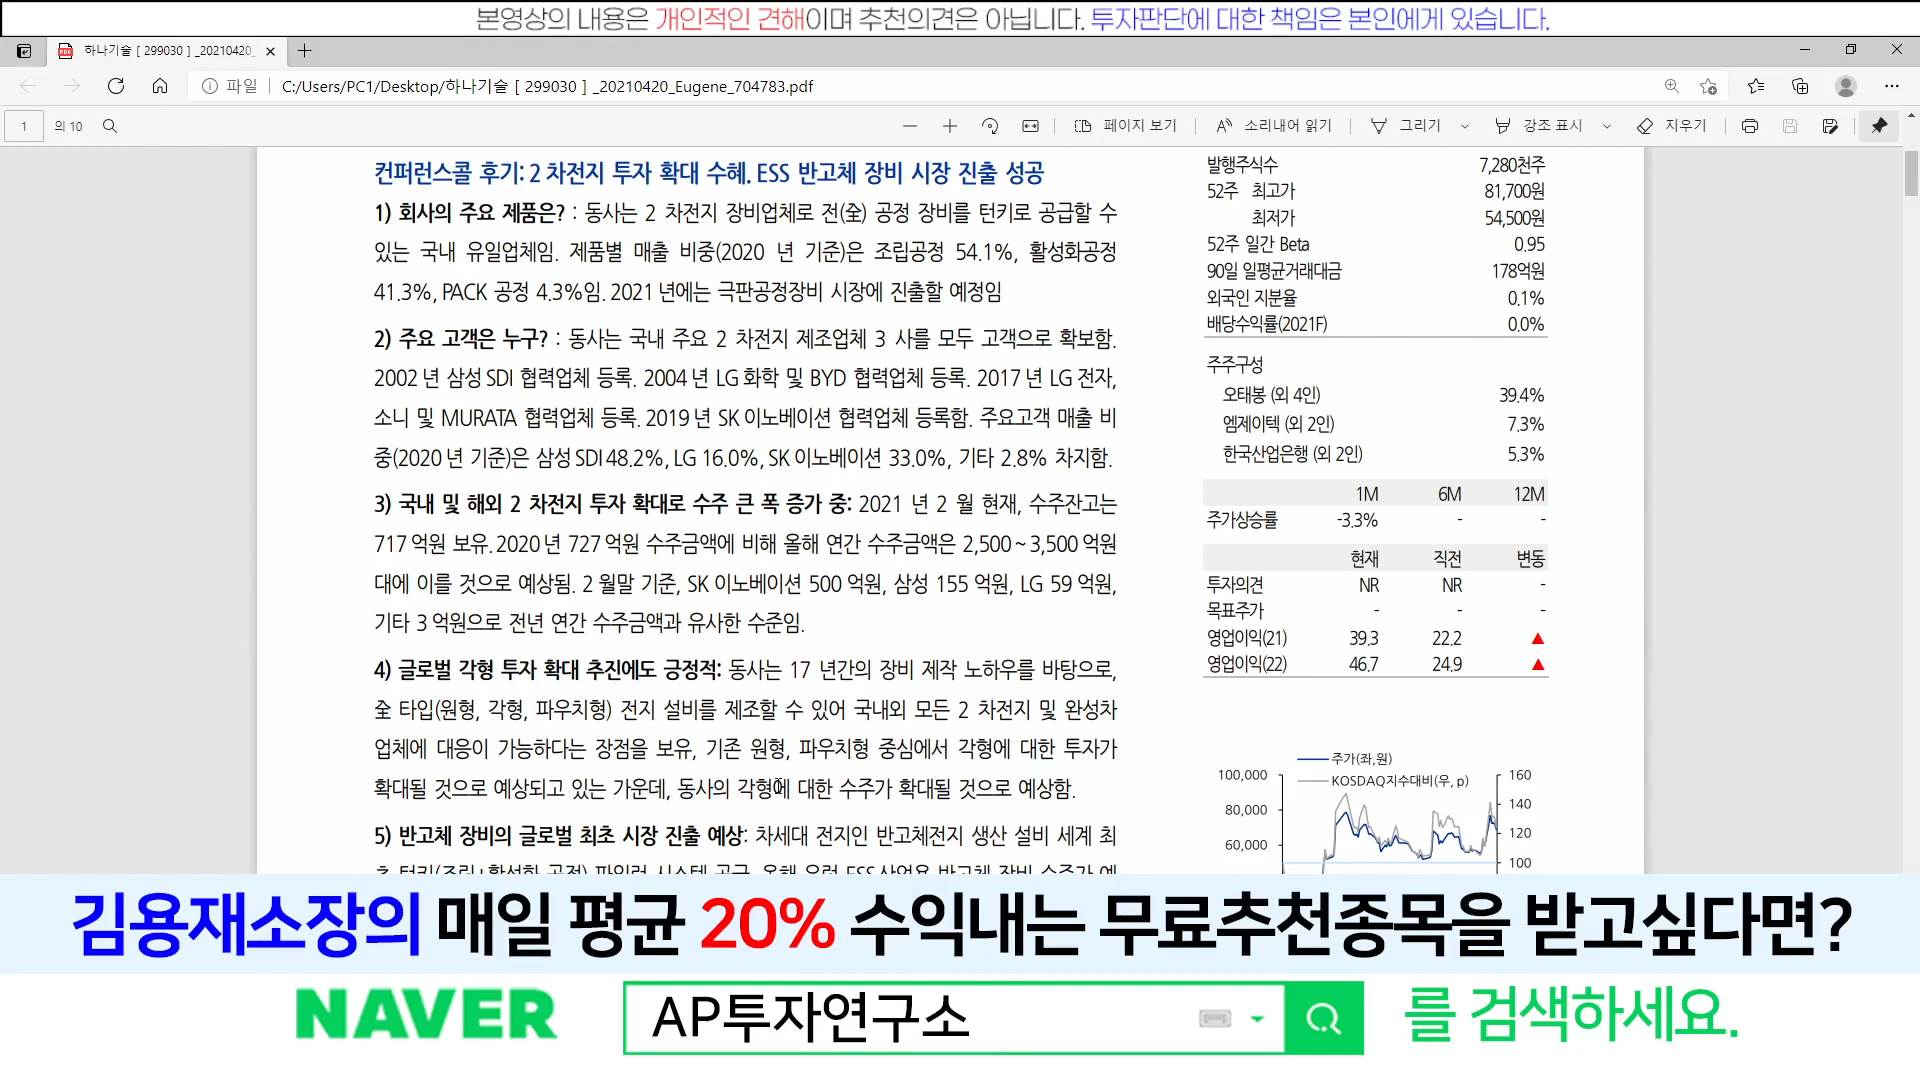 본영상의 내용은 개인적인 견해이며 추천의견은 아닙니다. 투자판단에 대한 책임은 본인에게 있습니다.
하나기술 [ 299030 ] _20210420_
파일 C:/Users/PC1/Desktop/하나기술 [ 299030 ] _20210420_Eugene_704783.pdf
1 의 10 페이지 보기 소리내어 읽기 그리기 강조 표시 지우기
컨퍼런스콜 후기: 2 차전지 투자 확대 수혜. ESS 반고체 장비 시장 진출 성공
1) 회사의 주요 제품은? : 동사는 2 차전지 장비업체로 전(全) 공정 장비를 턴키로 공급할 수
있는 국내 유일업체임. 제품별 매출 비중(2020 년 기준)은 조립공정 54.1%, 활성화공정
41.3%, PACK 공정 4.3%임. 2021 년에는 극판공정장비 시장에 진출할 예정임
2) 주요 고객은 누구? : 동사는 국내 주요 2 차전지 제조업체 3 사를 모두 고객으로 확보함.
2002 년 삼성 SDI 협력업체 등록. 2004 년 LG 화학 및 BYD 협력업체 등록. 2017 년 LG 전자,
소니 및 MURATA 협력업체 등록. 2019 년 SK 이노베이션 협력업체 등록함. 주요고객 매출 비
중(2020 년 기준)은 삼성 SDI 48.2%, LG 16.0%, SK 이노베이션 33.0%, 기타 2.8% 차지함.
3) 국내 및 해외 2 차전지 투자 확대로 수주 큰 폭 증가 중: 2021 년 2 월 현재, 수주잔고는
717 억원 보유. 2020 년 727 억원 수주금액에 비해 올해 연간 수주금액은 2,500 ~ 3,500 억원
대에 이를 것으로 예상됨. 2 월말 기준, SK 이노베이션 500 억원, 삼성 155 억원, LG 59 억원,
기타 3 억원으로 전년 연간 수주금액과 유사한 수준임.
4) 글로벌 각형 투자 확대 추진에도 긍정적: 동사는 17 년간의 장비 제작 노하우를 바탕으로,
全 타입(원형, 각형, 파우치형) 전지 설비를 제조할 수 있어 국내외 모든 2 차전지 및 완성차
업체에 대응이 가능하다는 장점을 보유, 기존 원형, 파우치형 중심에서 각형에 대한 투자가
확대될 것으로 예상되고 있는 가운데, 동사의 각형에 대한 수주가 확대될 것으로 예상함.
5) 반고체 장비의 글로벌 최초 시장 진출 예상: 차세대 전지인 반고체전지 생산 설비 세계 최
초 턴키(조립+활성화 공정) 파일럿 시스템 공급. 올해 유럽 ESS 산업용 반고체 장비 수주가 예
발행주식수 7,280천주
52주 최고가 81,700원
최저가 54,500원
52주 일간 Beta 0.95
90일 일평균거래대금 178억원
외국인 지분율 0.1%
배당수익률(2021F) 0.0%
주주구성
오태봉 (외 4인) 39.4%
엠제이텍 (외 2인) 7.3%
한국산업은행 (외 2인) 5.3%
1M 6M 12M
주가상승률 -3.3% - -
현재 직전 변동
투자의견 NR NR -
목표주가 - - -
영업이익(21) 39.3 22.2 ▲
영업이익(22) 46.7 24.9 ▲
주가(좌,원)
100,000 KOSDAQ지수대비(우, p) 160
80,000 140
120
60,000 100
김용재소장의 매일 평균 20% 수익내는 무료추천종목을 받고싶다면?
NAVER AP투자연구소 를 검색하세요.